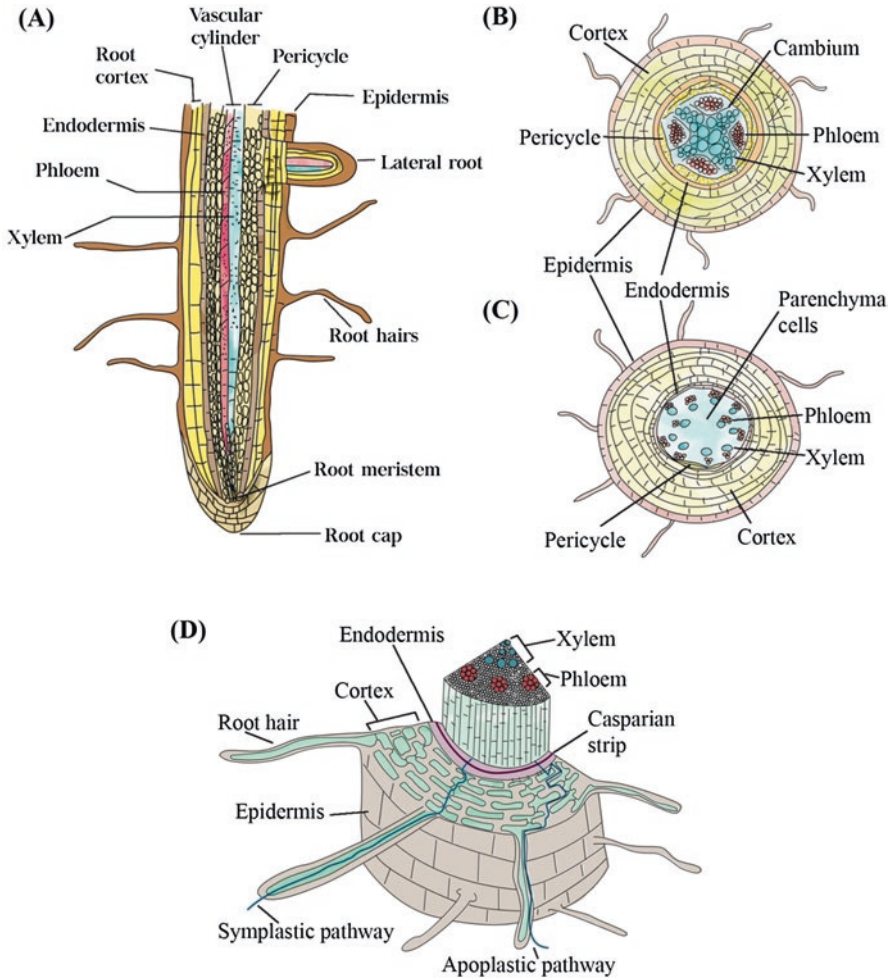 (A)
Vascular
cylinder
Pericycle
Root
cortex
Epidermis
Endodermis
Lateral root
Phloem
Xylem
Root hairs
Root meristem
Root cap
(B)
Cortex
Cambium
Pericycle
Phloem
Xylem
Epidermis
Endodermis
(C)
Parenchyma
cells
Phloem
Xylem
Pericycle
Cortex
(D)
Endodermis
Xylem
Phloem
Cortex
Root hair
Casparian
strip
Epidermis
Symplastic pathway
Apoplastic pathway